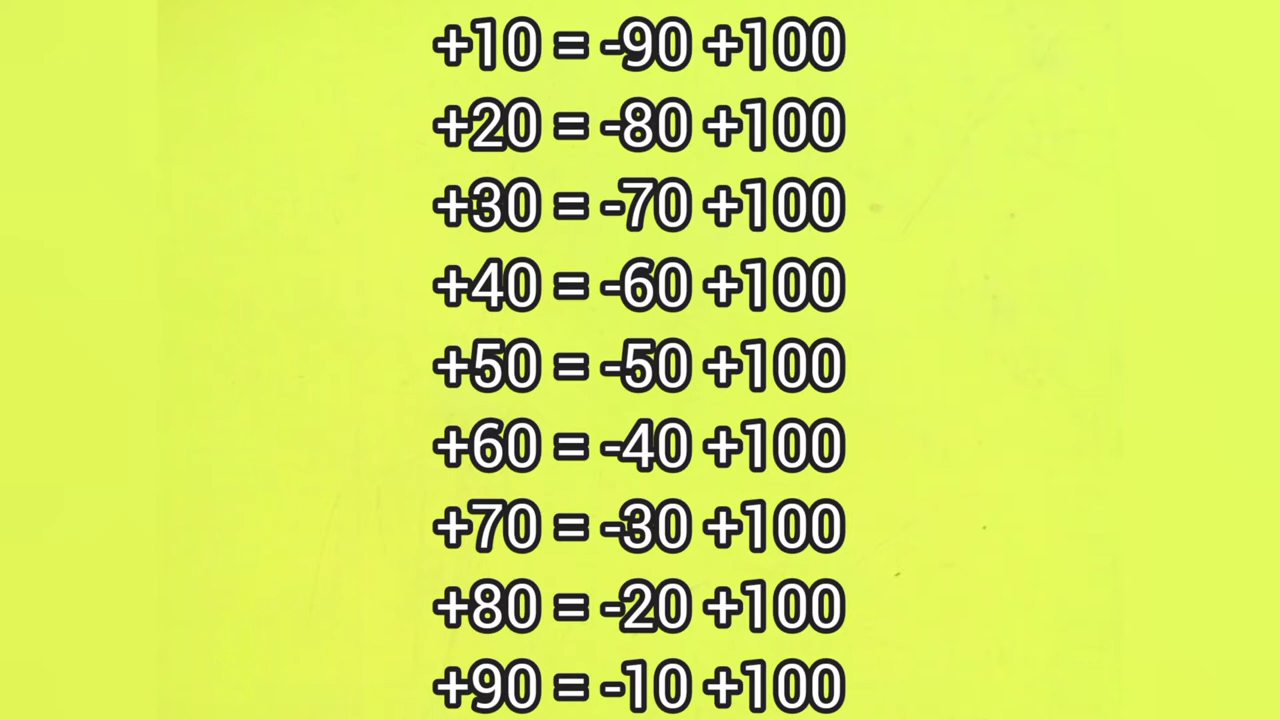 +10 = -90 +100
+20 = -80 +100
+30 = -70 +100
+40 = -60 +100
+50 = -50 +100
+60 = -40 +100
+70 = -30 +100
+80 = -20 +100
+90 = -10 +100